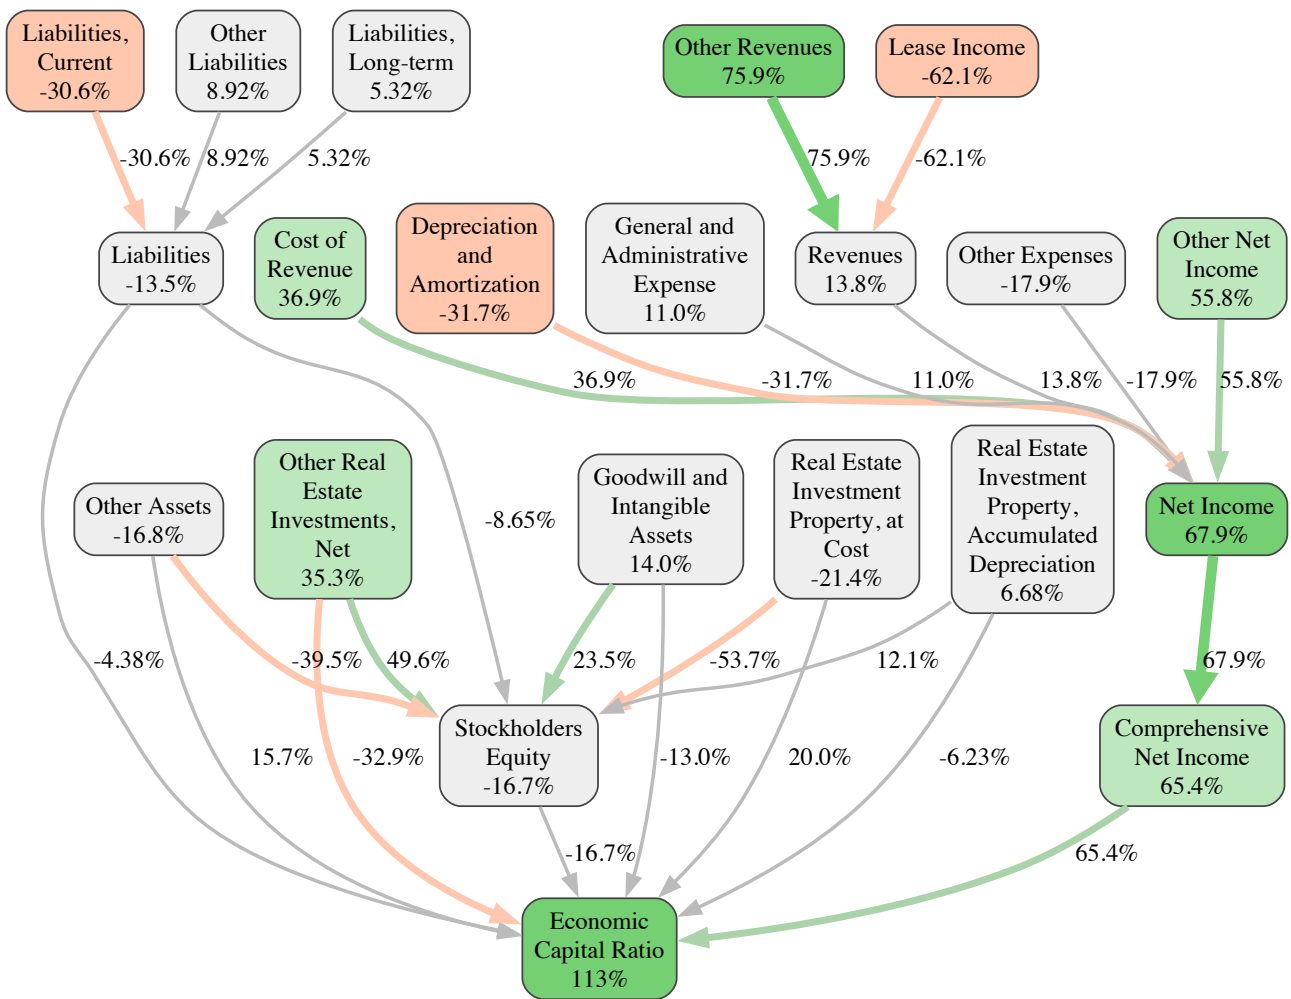 Liabilities,
Current
-30.6%
Other
Liabilities
8.92%
Liabilities,
Long-term
5.32%
Other Revenues
75.9%
Lease Income
-62.1%
-30.6%
8.92%
5.32%
75.9%
-62.1%
Liabilities
-13.5%
Cost of
Revenue
36.9%
Depreciation
and
Amortization
-31.7%
General and
Administrative
Expense
11.0%
Revenues
13.8%
Other Expenses
-17.9%
Other Net
Income
55.8%
36.9%
-31.7%
11.0%
13.8%
-17.9%
55.8%
Other Assets
-16.8%
Other Real
Estate
Investments,
Net
35.3%
-8.65%
Goodwill and
Intangible
Assets
14.0%
Real Estate
Investment
Property, at
Cost
-21.4%
Real Estate
Investment
Property,
Accumulated
Depreciation
6.68%
Net Income
67.9%
-4.38%
-39.5%
49.6%
23.5%
-53.7%
12.1%
67.9%
15.7%
-32.9%
Stockholders
Equity
-16.7%
-13.0%
20.0%
-6.23%
Comprehensive
Net Income
65.4%
-16.7%
65.4%
Economic
Capital Ratio
113%